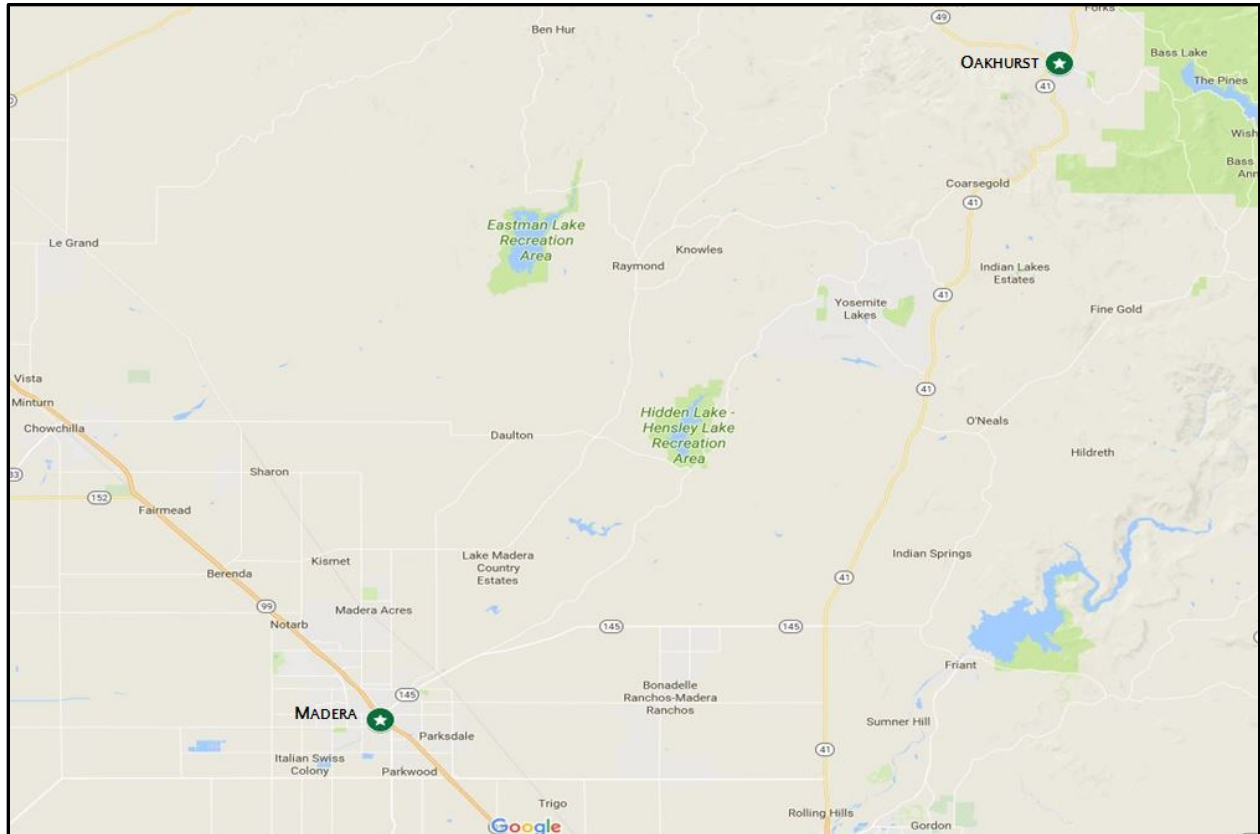 49
Forks
Ben Hur
OAKHURST
Bass Lake
41
The Pines
Wish
Bass
Ann
Coarsegold
41
Eastman Lake
Recreation
Area
Le Grand
Knowles
Raymond
Indian Lakes
Estates
41
Yosemite
Lakes
Fine Gold
Vista
Minturn
41
Chowchilla
Hidden Lake -
Hensley Lake
Recreation
Area
O'Neals
Daulton
Hildreth
Sharon
33
152
Fairmead
Indian Springs
Kismet
Lake Madera
Country
Estates
Berenda
41
99
Madera Acres
Notarb
145
145
Friant
145
Bonadelle
Ranchos-Madera
Ranchos
MADERA
Sumner Hill
Parksdale
41
Italian Swiss
Colony
Parkwood
Trigo
Rolling Hills
Gordon
Google